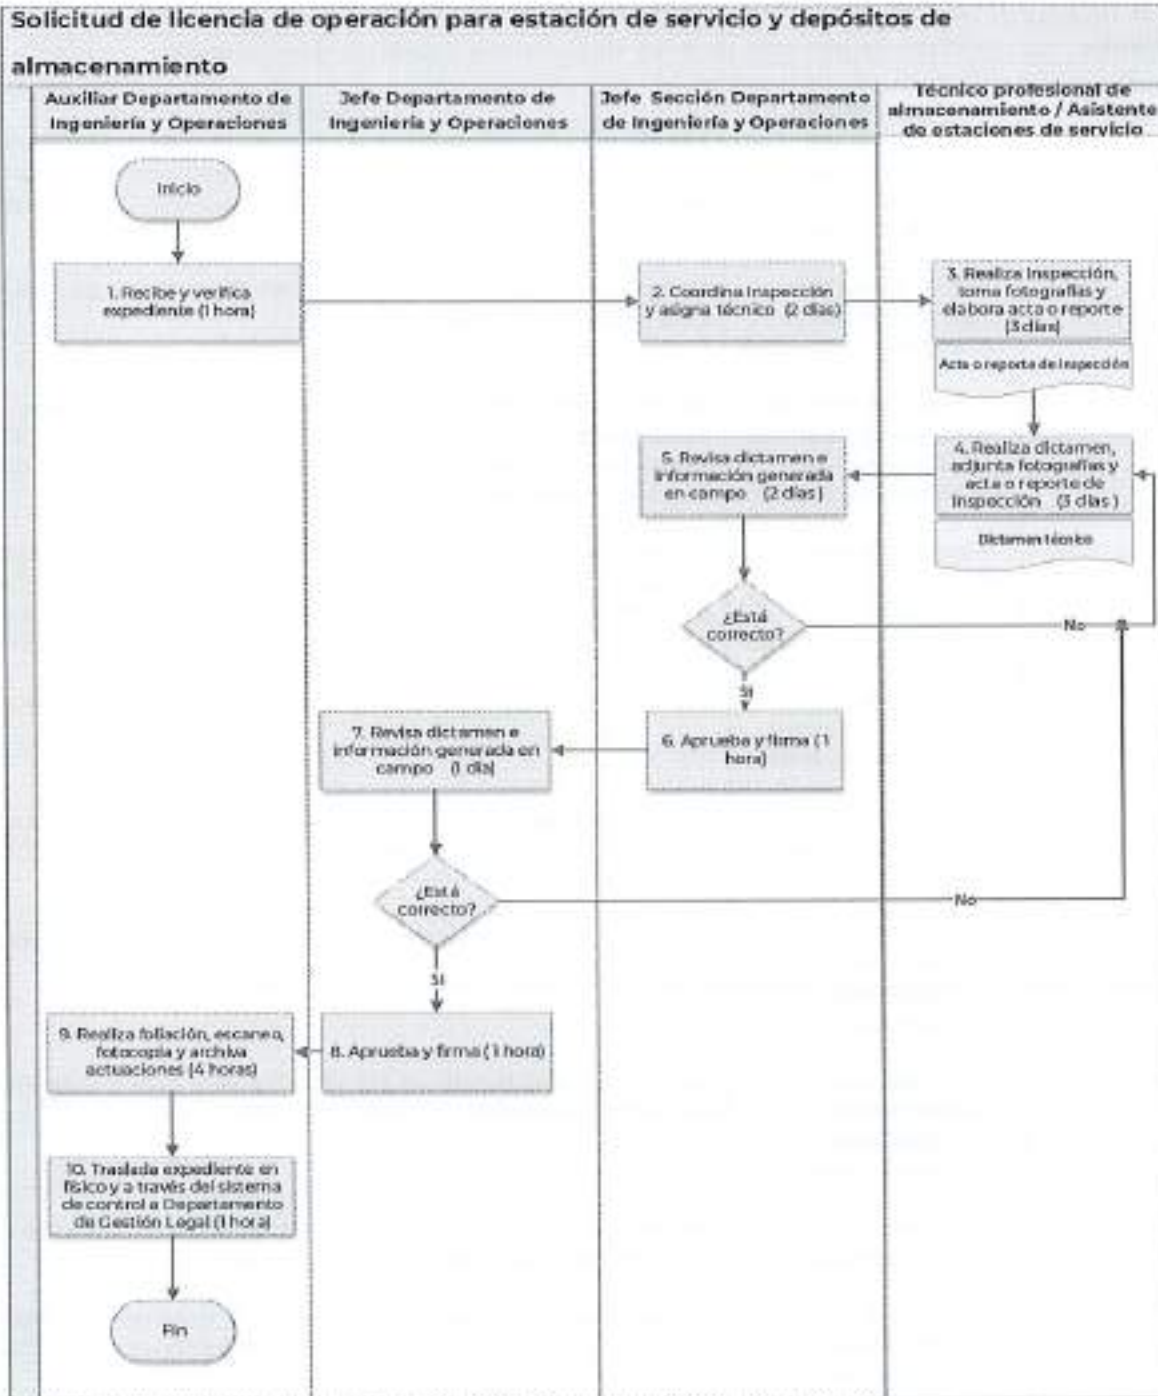 Solicitud de licencia de operación para estación de servicio y depósitos de
almacenamiento
Auxiliar Departamento de
Ingeniería y Operaciones
Jefe Departamento de
Ingeniería y Operaciones
Jefe Sección Departamento
de Ingeniería y Operaciones
Técnico profesional de
almacenamiento / Asistente
de estaciones de servicio
Inicio
1. Recibe y verifica
expediente (1 hora)
2. Coordina Inspección
y asigna técnico (2 días)
3. Realiza Inspección,
toma fotografías y
elabora acta o reporte
(3 días)
Acta o reporte de Inspección
4. Realiza dictamen,
adjunta fotografías y
acta o reporte de
Inspección (3 días )
Dictamen técnico
5. Revisa dictamen e
información generada
en campo (2 días )
¿Está
correcto?
No
Si
6. Aprueba y firma (1
hora)
7. Revisa dictamen e
información generada en
campo (1 día)
¿Está
correcto?
No
Si
8. Aprueba y firma (1 hora)
9. Realiza foliación, escaneo,
fotocopia y archiva
actuaciones (4 horas)
10. Traslada expediente en
físico y a través del sistema
de control a Departamento
de Gestión Legal (1 hora)
Fin